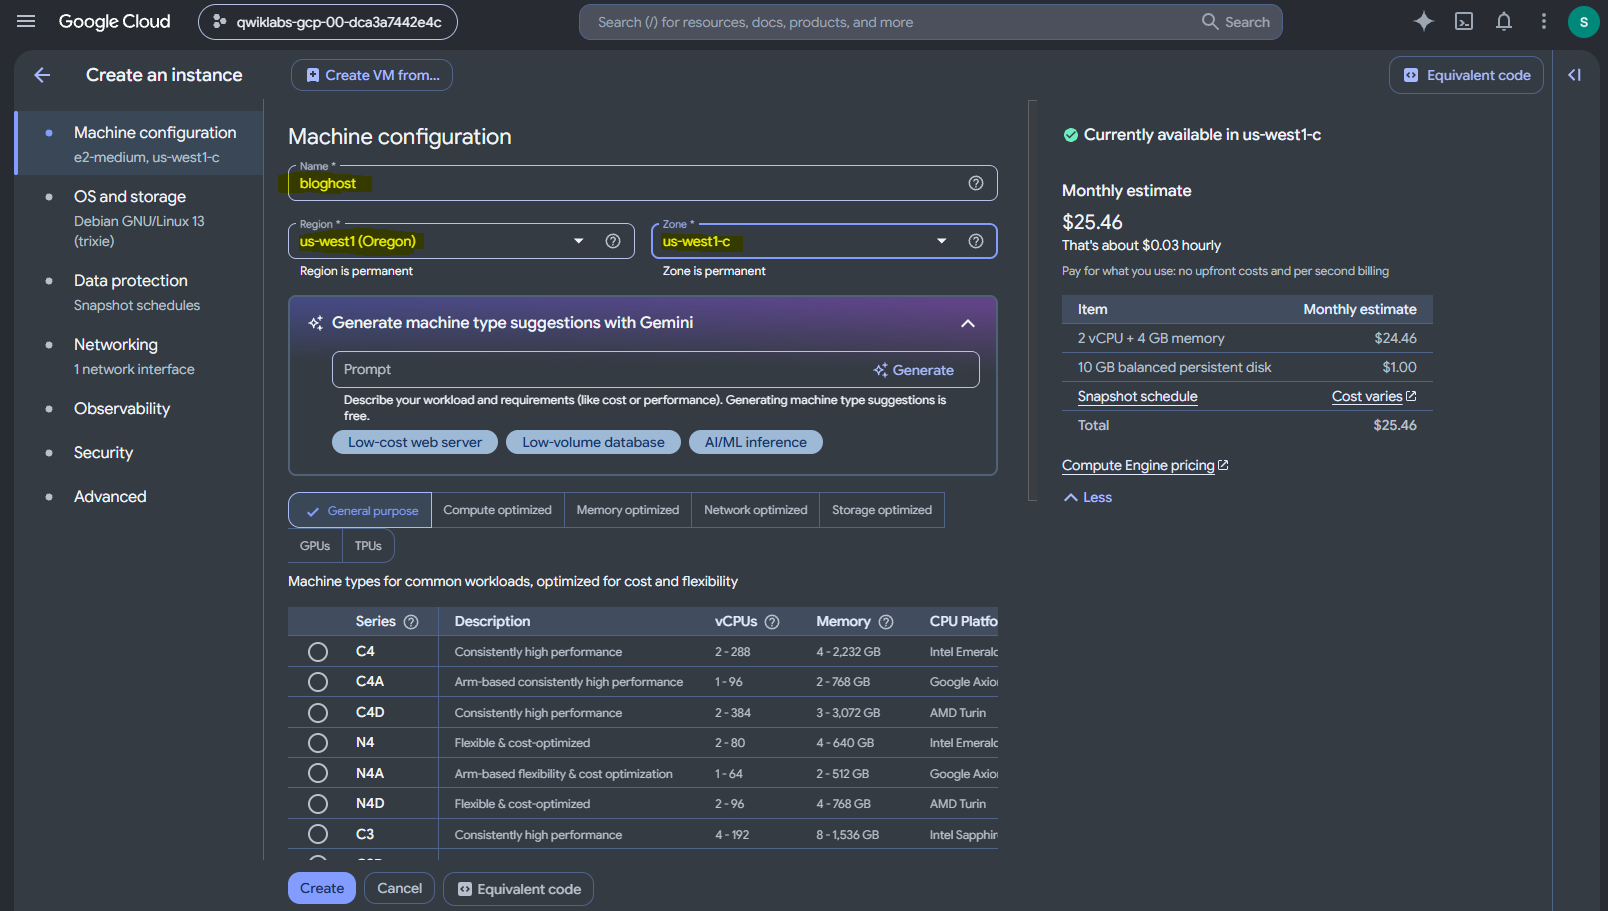 Google Cloud
qwiklabs-gcp-00-dca3a7442e4c
Search (/) for resources, docs, products, and more
Search
S
Create an instance
Create VM from...
Equivalent code
Machine configuration
e2-medium, us-west1-c
OS and storage
Debian GNU/Linux 13
(trixie)
Data protection
Snapshot schedules
Networking
1 network interface
Observability
Security
Advanced
Machine configuration
Name *
bloghost
Region *
us-west1 (Oregon)
Region is permanent
Zone *
us-west1-c
Zone is permanent
Generate machine type suggestions with Gemini
Prompt
Generate
Describe your workload and requirements (like cost or performance). Generating machine type suggestions is
free.
Low-cost web server
Low-volume database
AI/ML inference
General purpose
Compute optimized
Memory optimized
Network optimized
Storage optimized
GPUs
TPUs
Machine types for common workloads, optimized for cost and flexibility
Series Description vCPUs Memory CPU Platfo
C4 Consistently high performance 2 - 288 4 - 2,232 GB Intel Emeral
C4A Arm-based consistently high performance 1 - 96 2 - 768 GB Google Axio
C4D Consistently high performance 2 - 384 3 - 3,072 GB AMD Turin
N4 Flexible & cost-optimized 2 - 80 4 - 640 GB Intel Emeral
N4A Arm-based flexibility & cost optimization 1 - 64 2 - 512 GB Google Axio
N4D Flexible & cost-optimized 2 - 96 4 - 768 GB AMD Turin
C3 Consistently high performance 4 - 192 8 - 1,536 GB Intel Sapphir
Create
Cancel
Equivalent code
Currently available in us-west1-c
Monthly estimate
$25.46
That's about $0.03 hourly
Pay for what you use: no upfront costs and per second billing
Item Monthly estimate
2 vCPU + 4 GB memory $24.46
10 GB balanced persistent disk $1.00
Snapshot schedule Cost varies
Total $25.46
Compute Engine pricing
Less